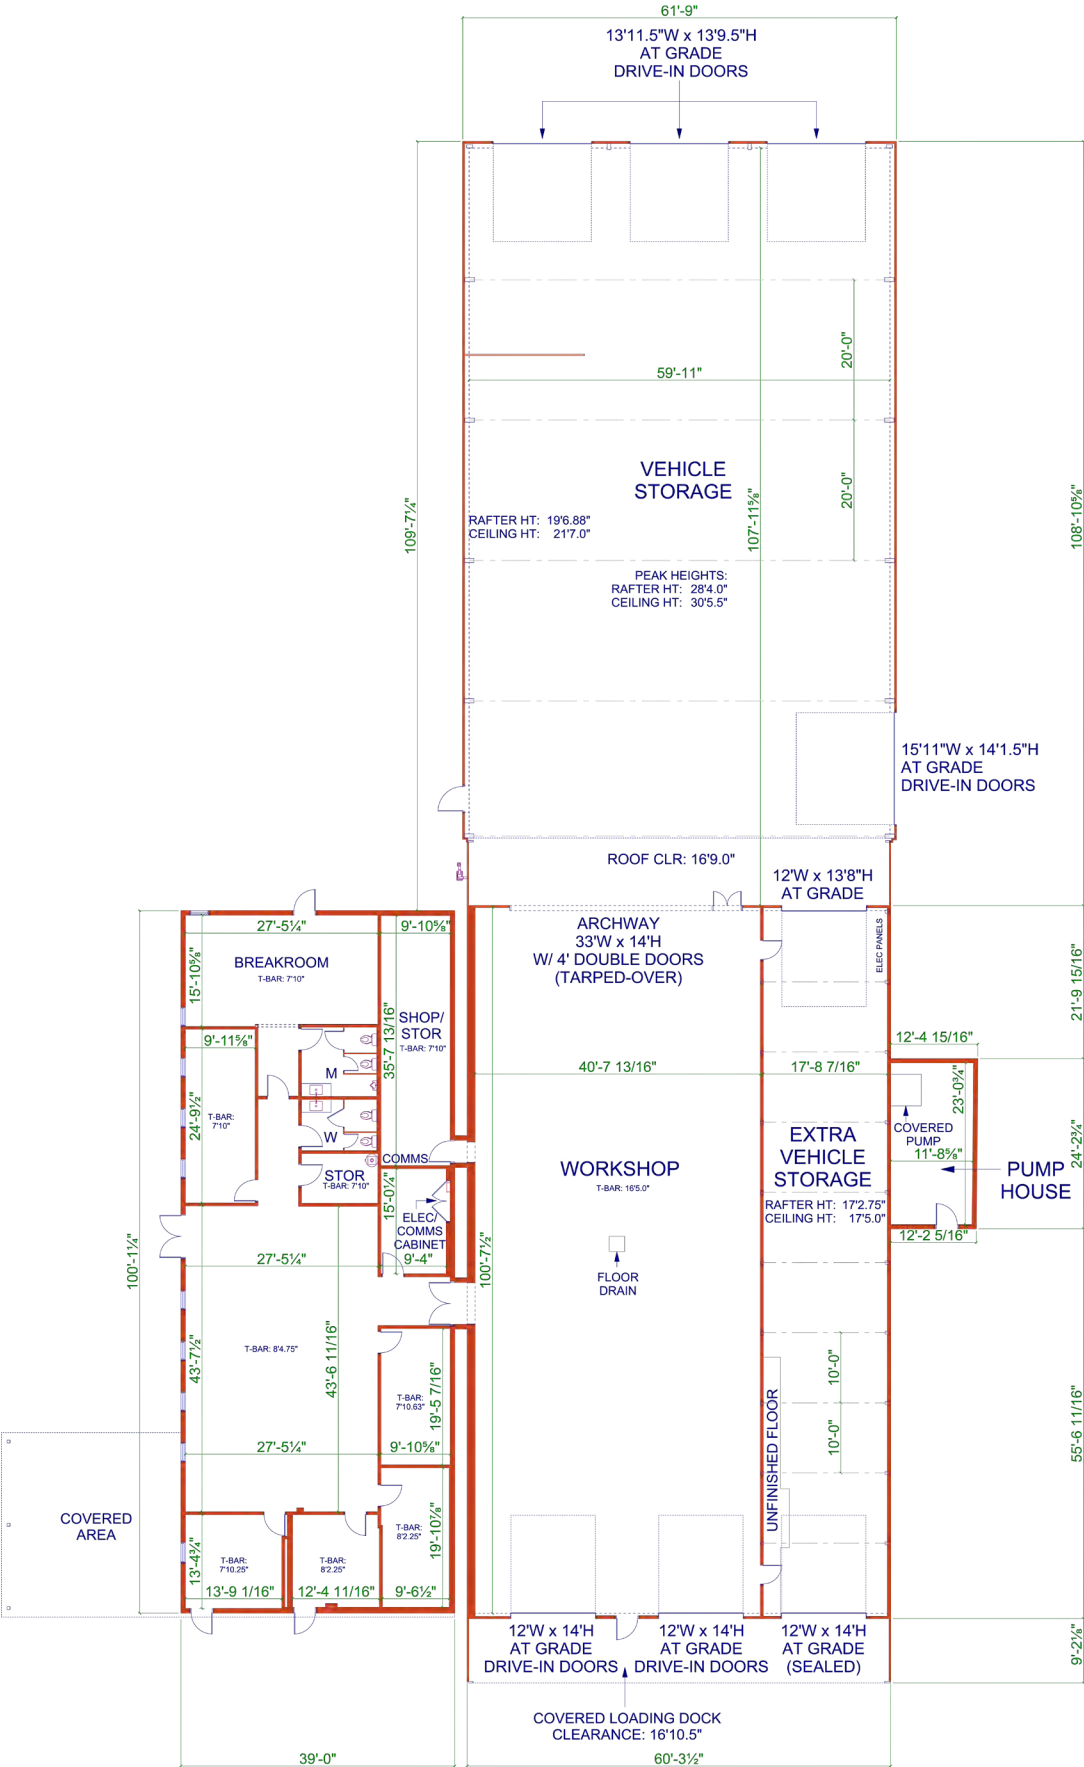 61'-9"
13'11.5"W x 13'9.5"H
AT GRADE
DRIVE-IN DOORS
20'-0"
59'-11"
VEHICLE
STORAGE
20'-0"
107'-11⅝"
109'-7¼"
108'-10⅝"
RAFTER HT: 19'6.88"
CEILING HT: 21'7.0"
PEAK HEIGHTS:
RAFTER HT: 28'4.0"
CEILING HT: 30'5.5"
15'11"W x 14'1.5"H
AT GRADE
DRIVE-IN DOORS
ROOF CLR: 16'9.0"
12'W x 13'8"H
AT GRADE
27'-5¼"
9'-10⅝"
ARCHWAY
33'W x 14'H
W/ 4' DOUBLE DOORS
(TARPED-OVER)
ELEC PANELS
BREAKROOM
T-BAR: 7'10"
15'-10⅝"
21'-9 15/16"
SHOP/
STOR
T-BAR: 7'10"
35'-7 13/16"
9'-11⅝"
12'-4 15/16"
40'-7 13/16"
17'-8 7/16"
M
23'-0¾"
24'-9½"
T-BAR:
7'10"
W
COVERED
PUMP
11'-8⅝"
24'-2¾"
EXTRA
VEHICLE
STORAGE
COMMS
WORKSHOP
T-BAR: 16'5.0"
PUMP
HOUSE
STOR
T-BAR: 7'10"
15'-0¼"
RAFTER HT: 17'2.75"
CEILING HT: 17'5.0"
ELEC/
COMMS
CABINET
12'-2 5/16"
100'-1¼"
27'-5¼"
9'-4"
100'-7½"
FLOOR
DRAIN
43'-7½"
T-BAR: 8'4.75"
43'-6 11/16"
T-BAR:
7'10.63"
19'-5 7/16"
10'-0"
10'-0"
UNFINISHED FLOOR
55'-6 11/16"
27'-5¼"
9'-10⅝"
COVERED
AREA
T-BAR:
8'2.25"
19'-10⅞"
13'-4¾"
T-BAR:
7'10.25"
T-BAR:
8'2.25"
13'-9 1/16"
12'-4 11/16"
9'-6½"
12'W x 14'H
AT GRADE
DRIVE-IN DOORS
12'W x 14'H
AT GRADE
DRIVE-IN DOORS
12'W x 14'H
AT GRADE
(SEALED)
9'-2⅛"
COVERED LOADING DOCK
CLEARANCE: 16'10.5"
39'-0"
60'-3½"